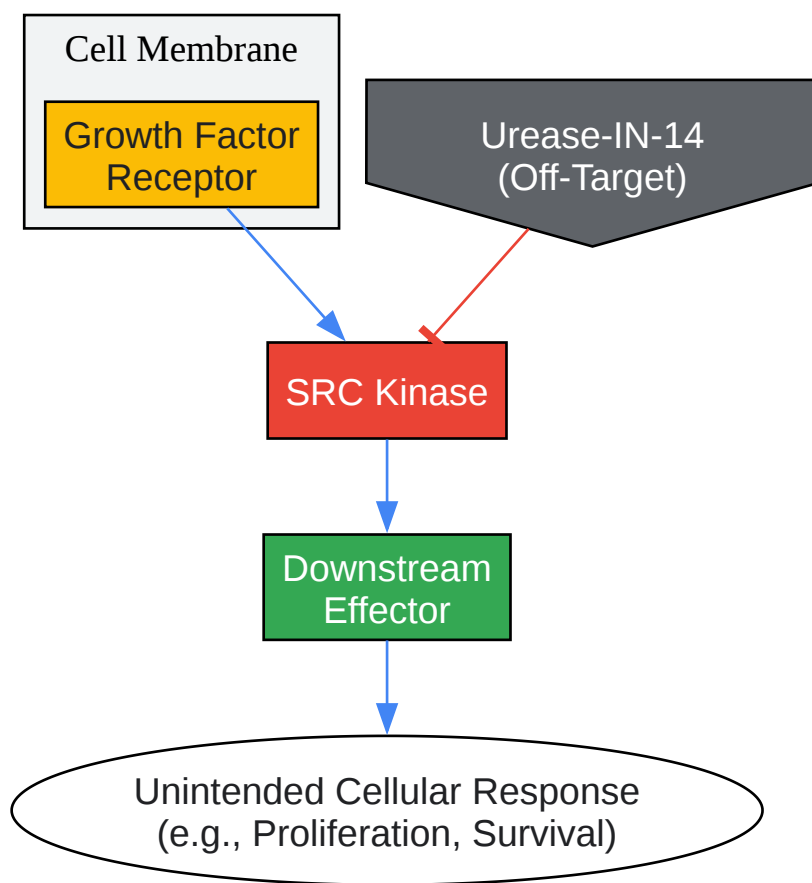 Cell Membrane
Growth Factor
Receptor
Urease-IN-14
(Off-Target)
SRC Kinase
Downstream
Effector
Unintended Cellular Response
(e.g., Proliferation, Survival)